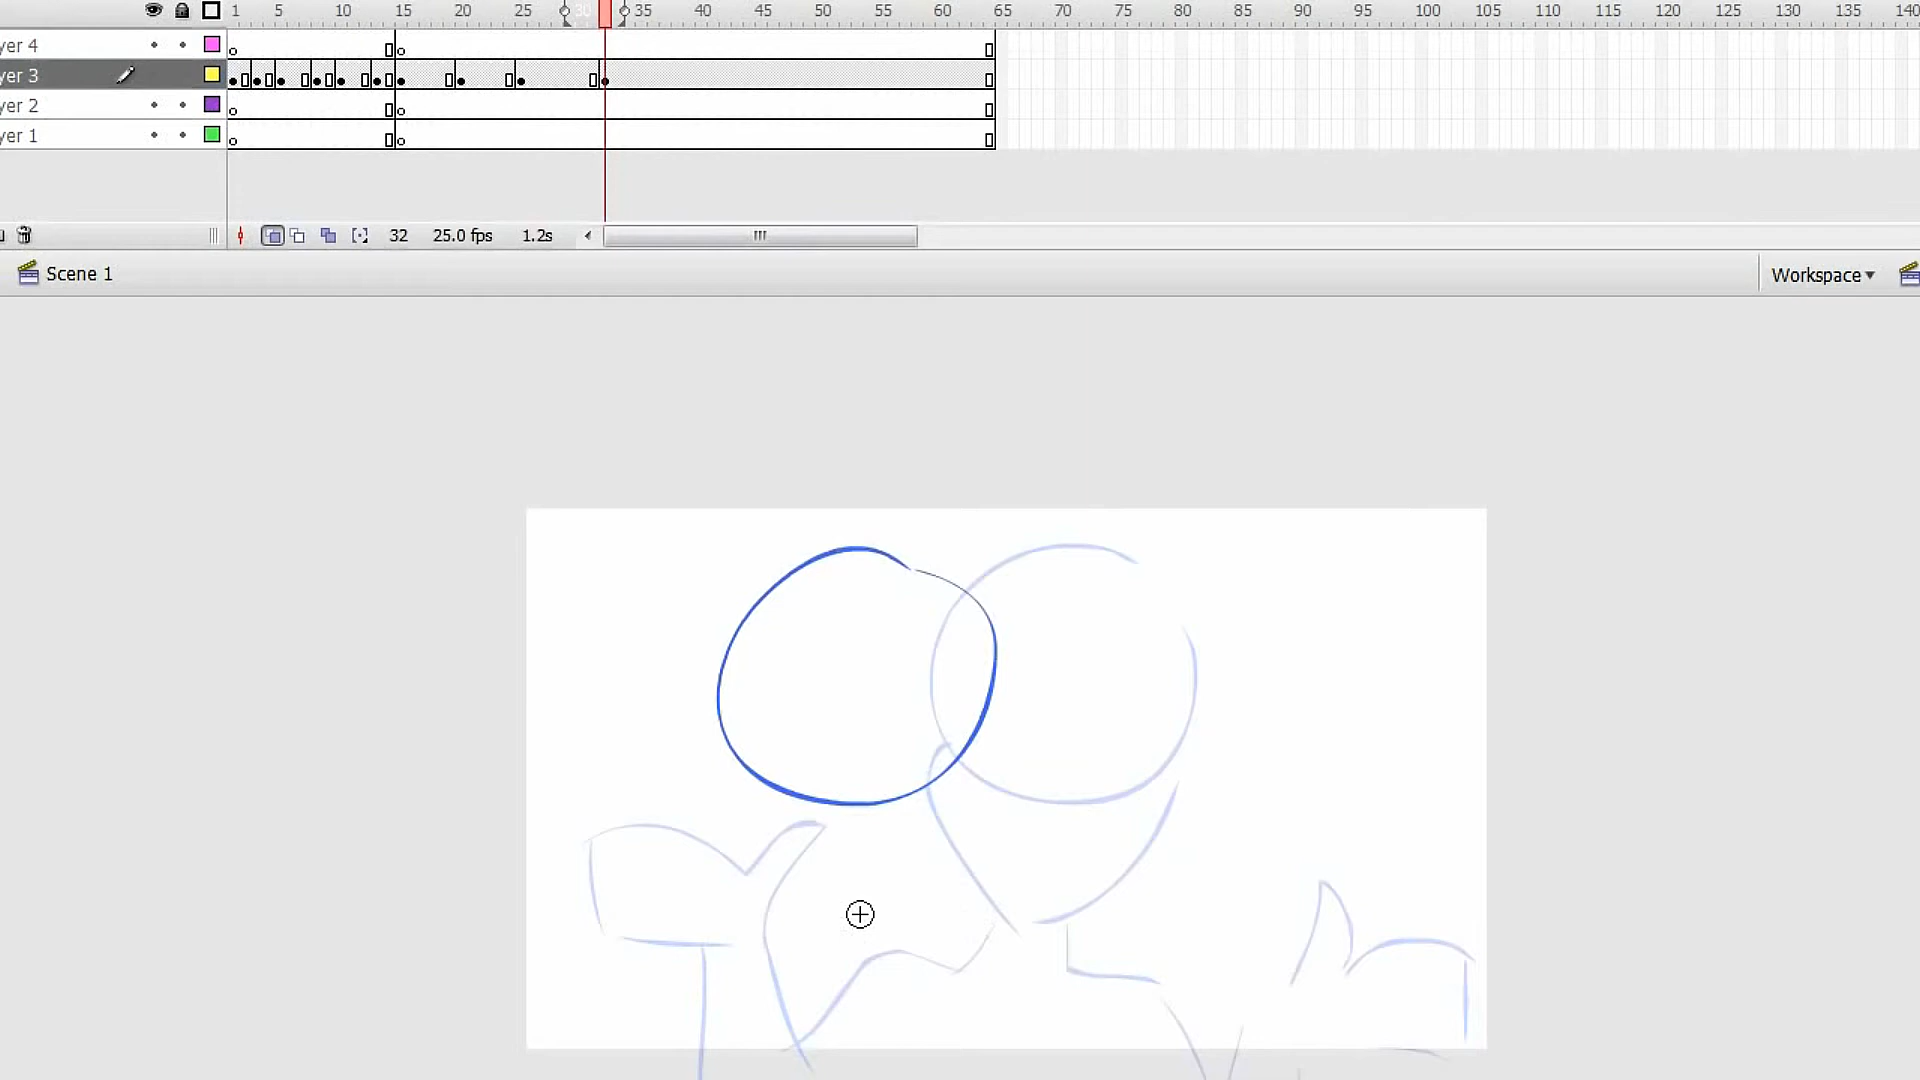 1 5 10 15 20 25 30 35 40 45 50 55 60 65 70 75 80 85 90 95 100 105 110 115 120 125 130 135 140
yer 4
yer 3
yer 2
yer 1
32 25.0 fps 1.2s
Scene 1 Workspace